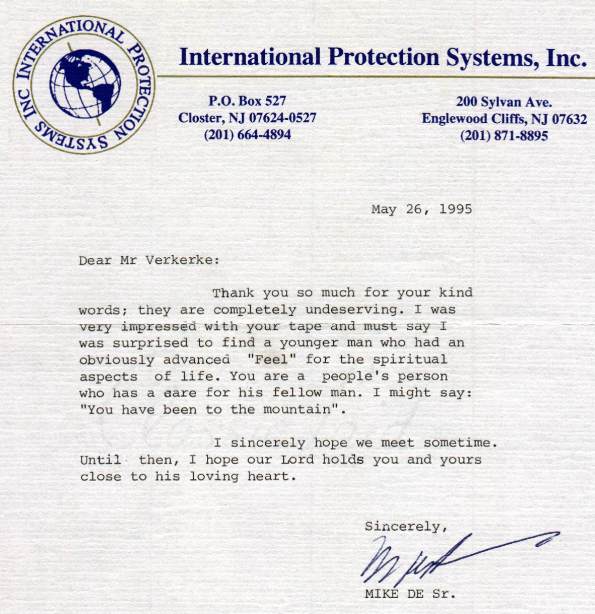 INTERNATIONAL PROTECTION SYSTEMS INC
International Protection Systems, Inc.
P.O. Box 527
Closter, NJ 07624-0527
(201) 664-4894
200 Sylvan Ave.
Englewood Cliffs, NJ 07632
(201) 871-8895
May 26, 1995
Dear Mr Verkerke:
Thank you so much for your kind
words; they are completely undeserving. I was
very impressed with your tape and must say I
was surprised to find a younger man who had an
obviously advanced "Feel" for the spiritual
aspects of life. You are a people's person
who has a care for his fellow man. I might say:
"You have been to the mountain".
I sincerely hope we meet sometime.
Until then, I hope our Lord holds you and yours
close to his loving heart.
Sincerely,
MIKE DE Sr.